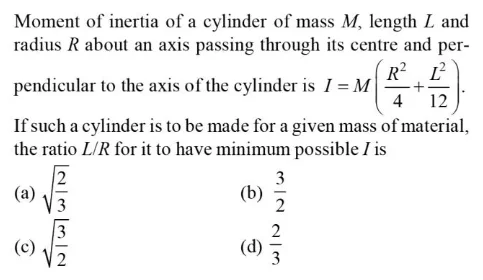 Moment of inertia of a cylinder of mass M, length L and
radius R about an axis passing through its centre and per-
pendicular to the axis of the cylinder is I = M(R²/4 + L²/12).
If such a cylinder is to be made for a given mass of material,
the ratio L/R for it to have minimum possible I is
(a) √(2/3) (b) 3/2
(c) √(3/2) (d) 2/3